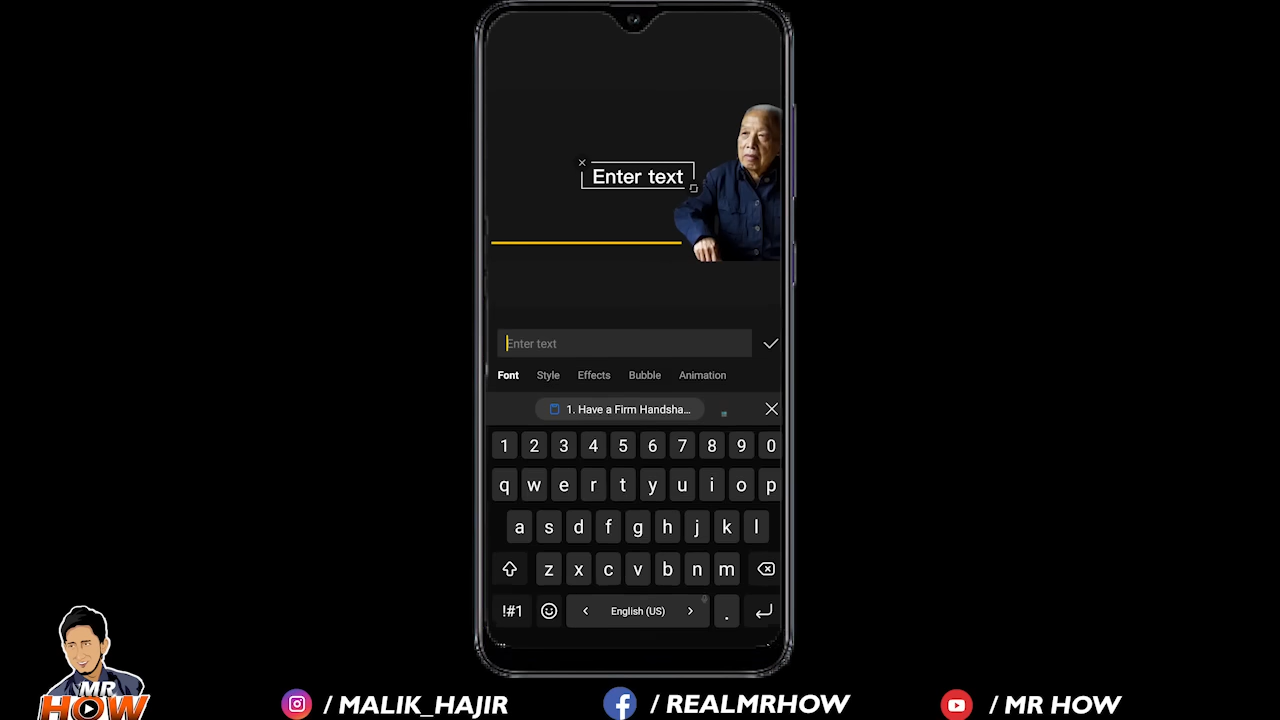 Enter text
Enter text
Font Style Effects Bubble Animation
1. Have a Firm Handsha...
1 2 3 4 5 6 7 8 9 0
q w e r t y u i o p
a s d f g h j k l
z x c v b n m
!#1 < English (US) > .
MR
HOW
/ MALIK_HAJIR
/ REALMRHOW
/ MR HOW